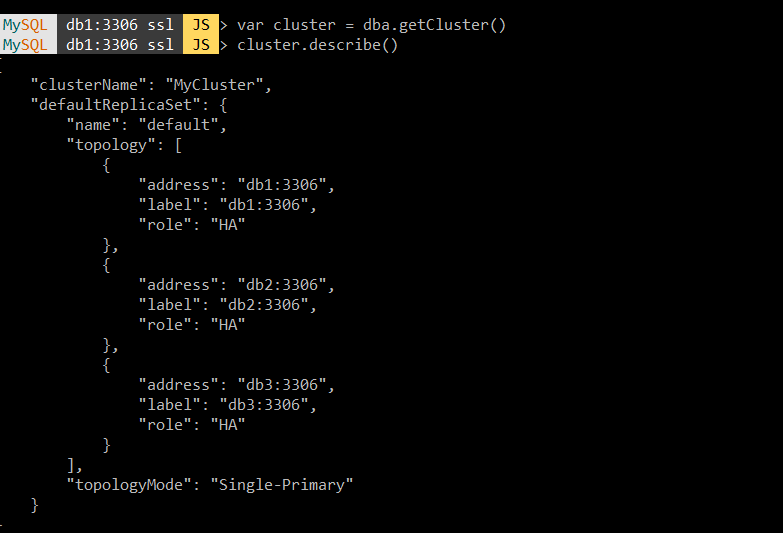 MySQL db1:3306 ssl JS > var cluster = dba.getCluster()
MySQL db1:3306 ssl JS > cluster.describe()
{
    "clusterName": "MyCluster",
    "defaultReplicaSet": {
        "name": "default",
        "topology": [
            {
                "address": "db1:3306",
                "label": "db1:3306",
                "role": "HA"
            },
            {
                "address": "db2:3306",
                "label": "db2:3306",
                "role": "HA"
            },
            {
                "address": "db3:3306",
                "label": "db3:3306",
                "role": "HA"
            }
        ],
        "topologyMode": "Single-Primary"
    }
}